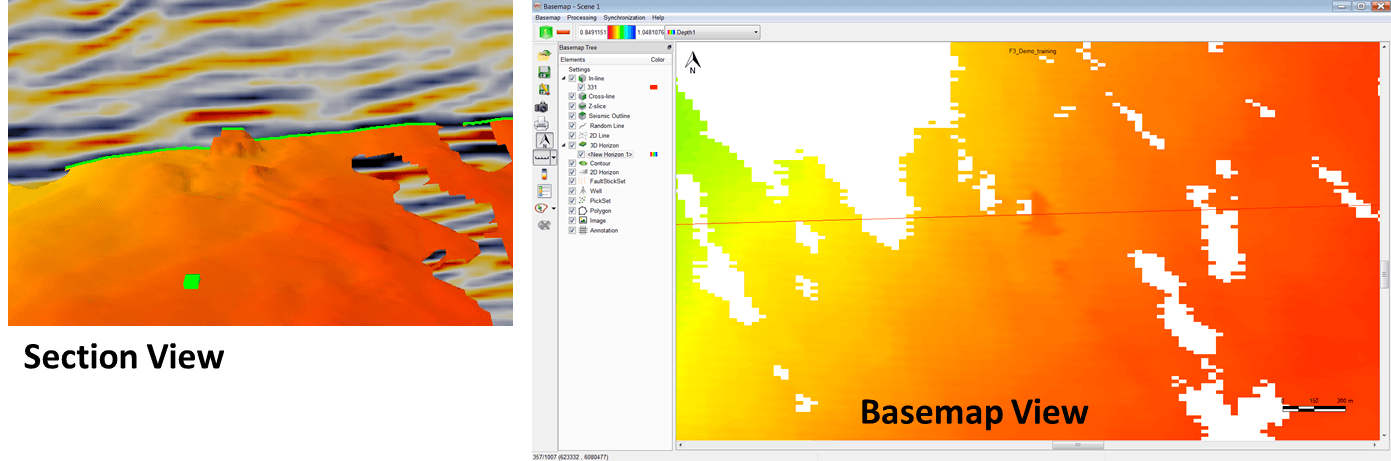 Section View
Basemap - Scene 1
Basemap Processing Synchronization Help
0.8491151 1.0481076 Depth1
Basemap Tree
Elements Color
Settings
In-line
331
Cross-line
Z-slice
Seismic Outline
Random Line
2D Line
3D Horizon
<New Horizon 1>
Contour
2D Horizon
FaultStickSet
Well
PickSet
Polygon
Image
Annotation
F3_Demo_training
N
0 150 300 m
Basemap View
357/1007 (623332 , 6080477)